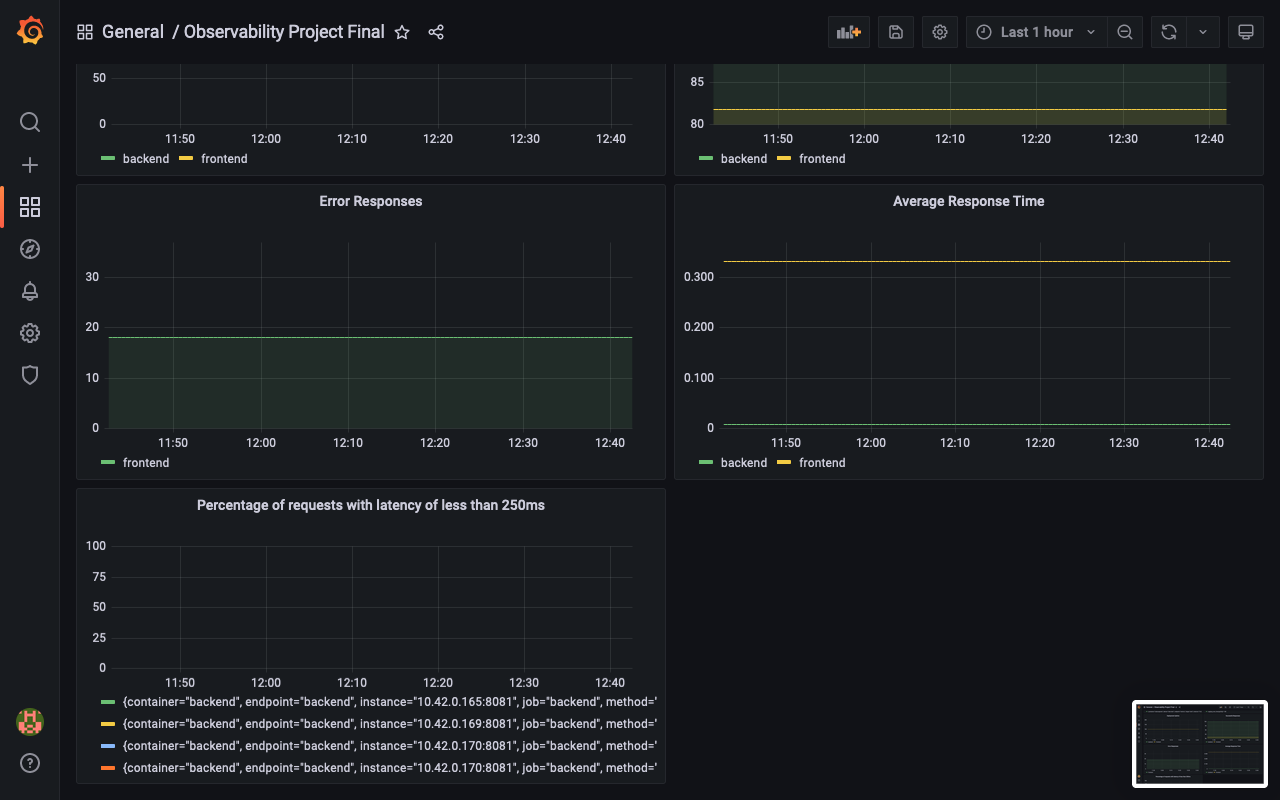 General / Observability Project Final
Last 1 hour
50
0
11:50 12:00 12:10 12:20 12:30 12:40
backend frontend
85
80
11:50 12:00 12:10 12:20 12:30 12:40
backend frontend
Error Responses
30
20
10
0
11:50 12:00 12:10 12:20 12:30 12:40
frontend
Average Response Time
0.300
0.200
0.100
0
11:50 12:00 12:10 12:20 12:30 12:40
backend frontend
Percentage of requests with latency of less than 250ms
100
75
50
25
0
11:50 12:00 12:10 12:20 12:30 12:40
{container="backend", endpoint="backend", instance="10.42.0.165:8081", job="backend", method='
{container="backend", endpoint="backend", instance="10.42.0.169:8081", job="backend", method='
{container="backend", endpoint="backend", instance="10.42.0.170:8081", job="backend", method='
{container="backend", endpoint="backend", instance="10.42.0.170:8081", job="backend", method='